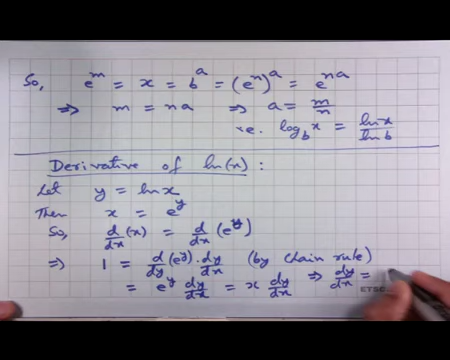 So, e^m = x = b^a = (e^n)^a = e^{na}
⇒ m = na ⇒ a = m/n
i.e. log_b x = ln x / ln b
Derivative of ln(x) :
Let y = ln x
Then x = e^y
So, d/dx (x) = d/dx (e^y)
⇒ 1 = d/dy (e^y) · dy/dx (by chain rule)
= e^y dy/dx = x dy/dx ⇒ dy/dx =